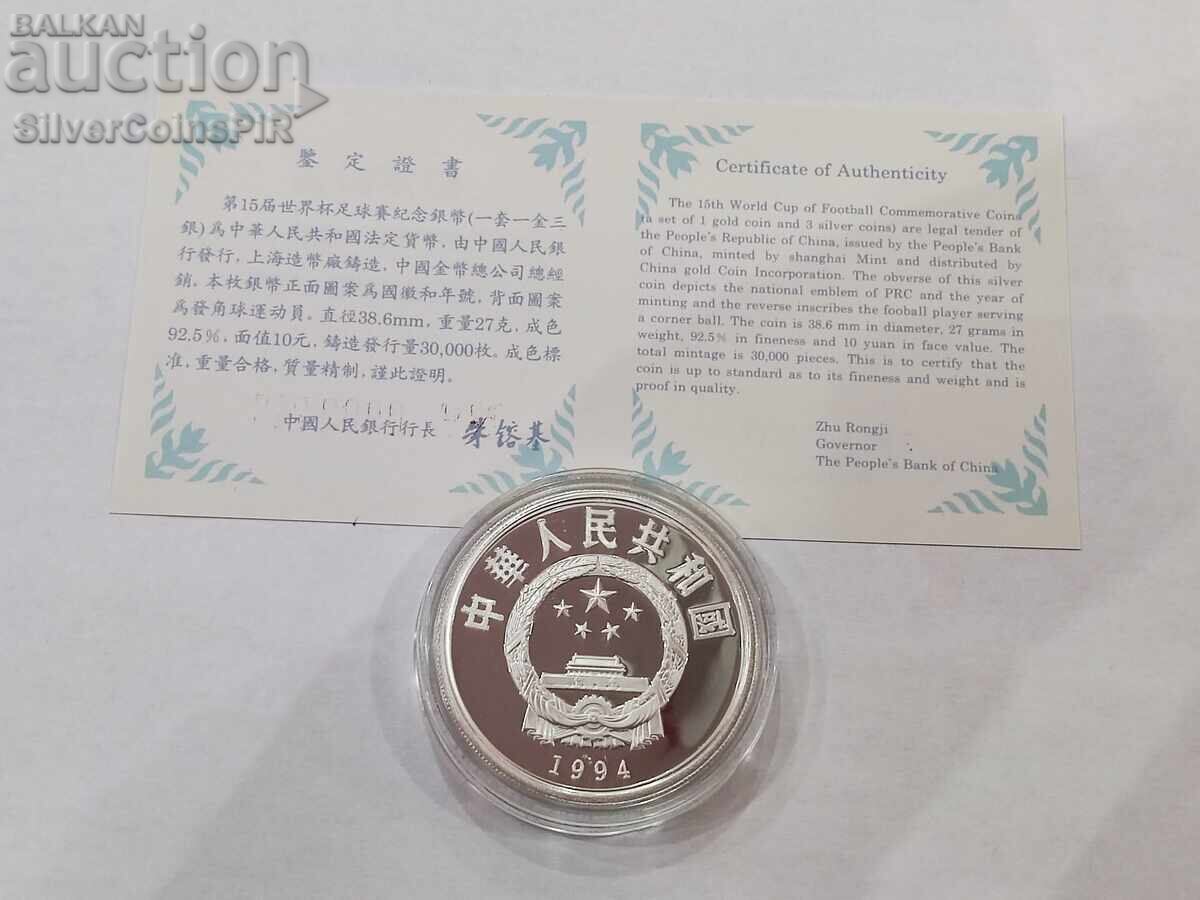 BALKAN
auction
SilverCoinsPIR
鑒定證書
第15届世界杯足球賽紀念銀幣(一套一金三
銀)爲中華人民共和國法定貨幣，由中國人民銀
行發行，上海造幣廠鑄造，中國金幣總公司總經
銷。本枚銀幣正面圖案爲國徽和年號，背面圖案
爲發角球運动員。直徑38.6mm，重量27克，成色
92.5%，面值10元，鑄造發行量30,000枚。成色標
准，重量合格，質量精制，謹此證明。
中國人民銀行行長 朱镕基
Certificate of Authenticity
The 15th World Cup of Football Commemorative Coins
(a set of 1 gold coin and 3 silver coins) are legal tender of
the People's Republic of China, issued by the People's Bank
of China, minted by shanghai Mint and distributed by
China gold Coin Incorporation. The obverse of this silver
coin depicts the national emblem of PRC and the year of
minting and the reverse inscribes the fooball player serving
a corner ball. The coin is 38.6 mm in diameter, 27 grams in
weight, 92.5% in fineness and 10 yuan in face value. The
total mintage is 30,000 pieces. This is to certify that the
coin is up to standard as to its fineness and weight and is
proof in quality.
Zhu Rongji
Governor
The People's Bank of China
中華人民共和國
1994